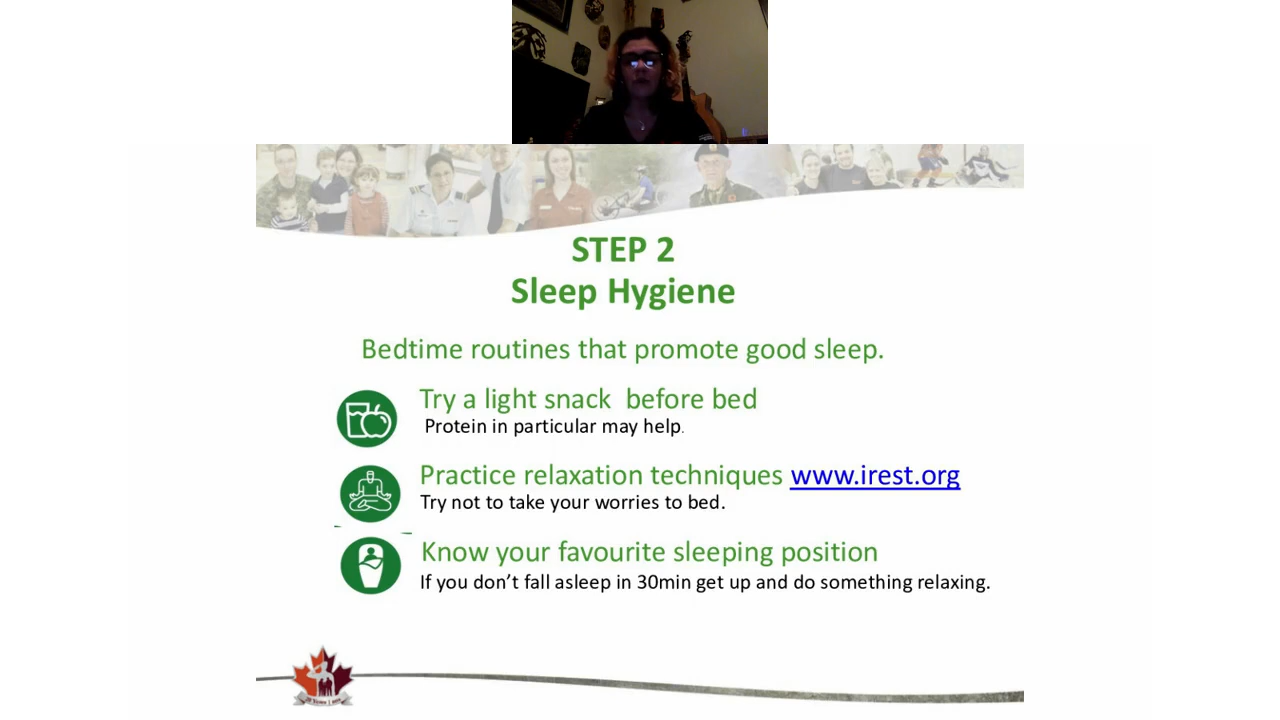 STEP 2
Sleep Hygiene
Bedtime routines that promote good sleep.
Try a light snack before bed
Protein in particular may help.
Practice relaxation techniques www.irest.org
Try not to take your worries to bed.
Know your favourite sleeping position
If you don’t fall asleep in 30min get up and do something relaxing.